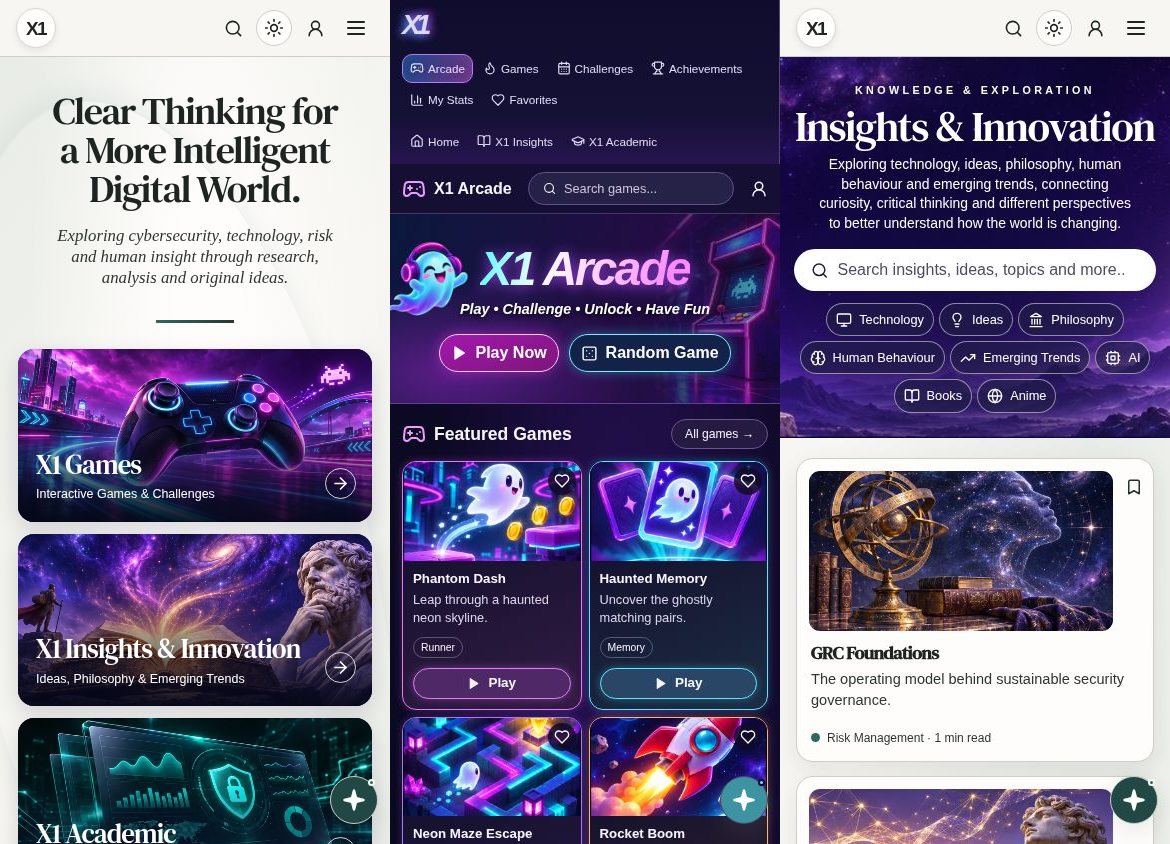 X1
Clear Thinking for
a More Intelligent
Digital World.
Exploring cybersecurity, technology, risk
and human insight through research,
analysis and original ideas.
X1 Games
Interactive Games & Challenges
X1 Insights & Innovation
Ideas, Philosophy & Emerging Trends
X1 Academic
X1
Arcade
Games
Challenges
Achievements
My Stats
Favorites
Home
X1 Insights
X1 Academic
X1 Arcade
Search games...
X1 Arcade
Play • Challenge • Unlock • Have Fun
Play Now
Random Game
Featured Games
All games →
Phantom Dash
Leap through a haunted
neon skyline.
Runner
Play
Haunted Memory
Uncover the ghostly
matching pairs.
Memory
Play
Neon Maze Escape
Rocket Boom
X1
KNOWLEDGE & EXPLORATION
Insights & Innovation
Exploring technology, ideas, philosophy, human
behaviour and emerging trends, connecting
curiosity, critical thinking and different perspectives
to better understand how the world is changing.
Search insights, ideas, topics and more..
Technology
Ideas
Philosophy
Human Behaviour
Emerging Trends
AI
Books
Anime
GRC Foundations
The operating model behind sustainable security
governance.
Risk Management · 1 min read